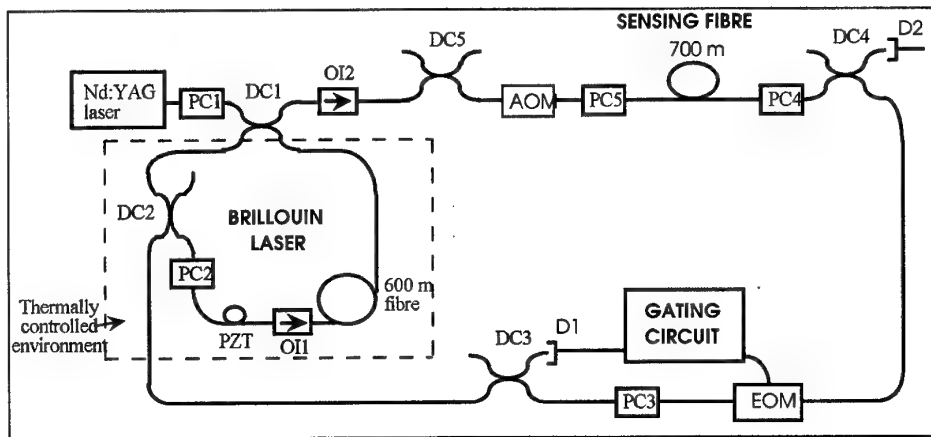 SENSING FIBRE
700 m
DC5
DC4
D2
OI2
DC1
Nd:YAG
laser
PC1
AOM
PC5
PC4
DC2
BRILLOUIN
LASER
PC2
600 m
fibre
Thermally
controlled
environment
PZT
OI1
DC3
D1
GATING
CIRCUIT
PC3
EOM